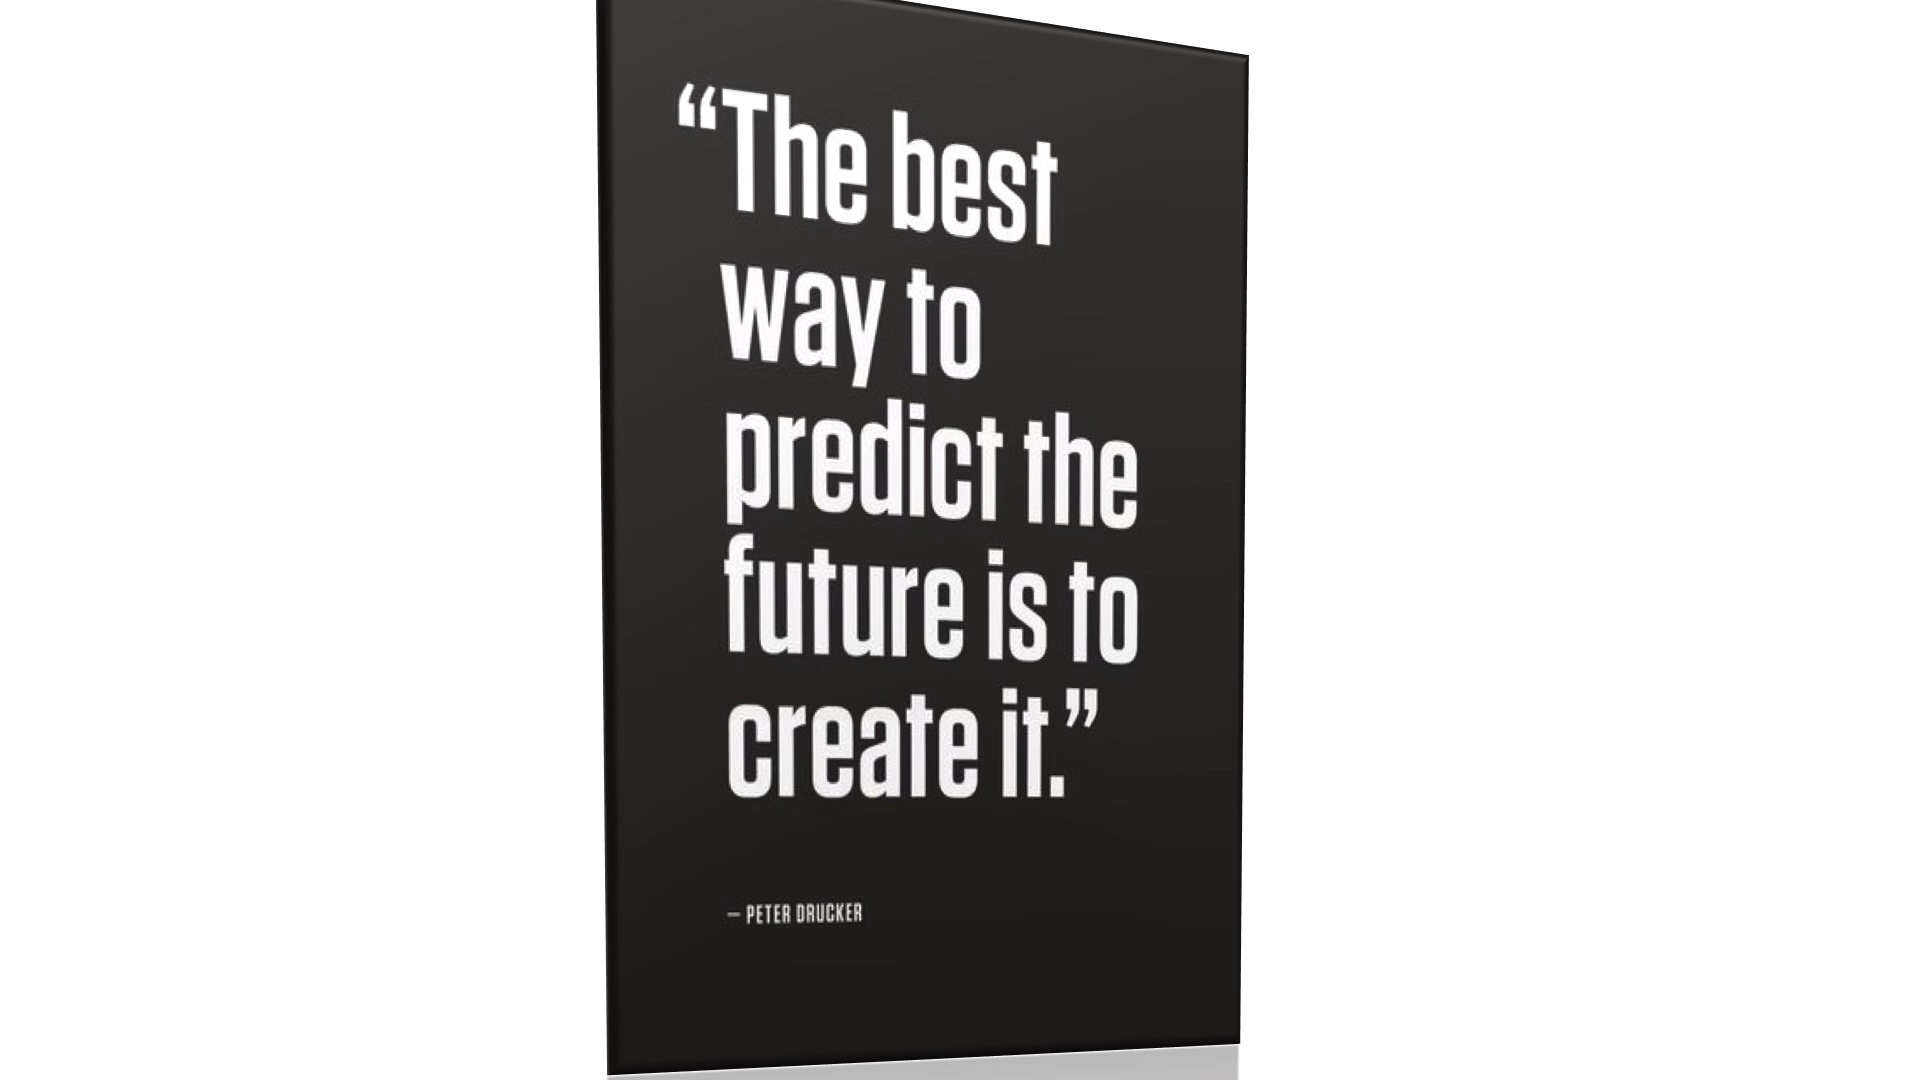 “The best
way to
predict the
future is to
create it.”
– PETER DRUCKER